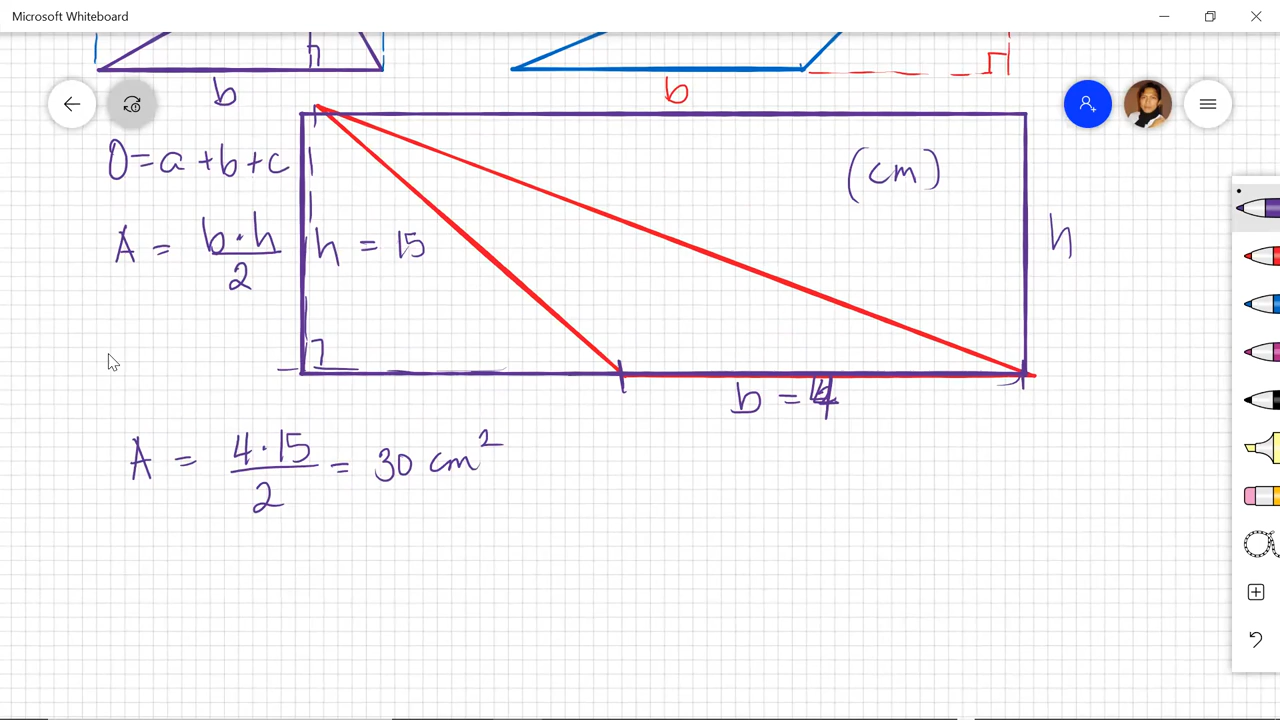 Microsoft Whiteboard
h
b
b
O = a + b + c
(cm)
A = b · h / 2
h = 15
h
b = 4
A = 4 · 15 / 2 = 30 cm²